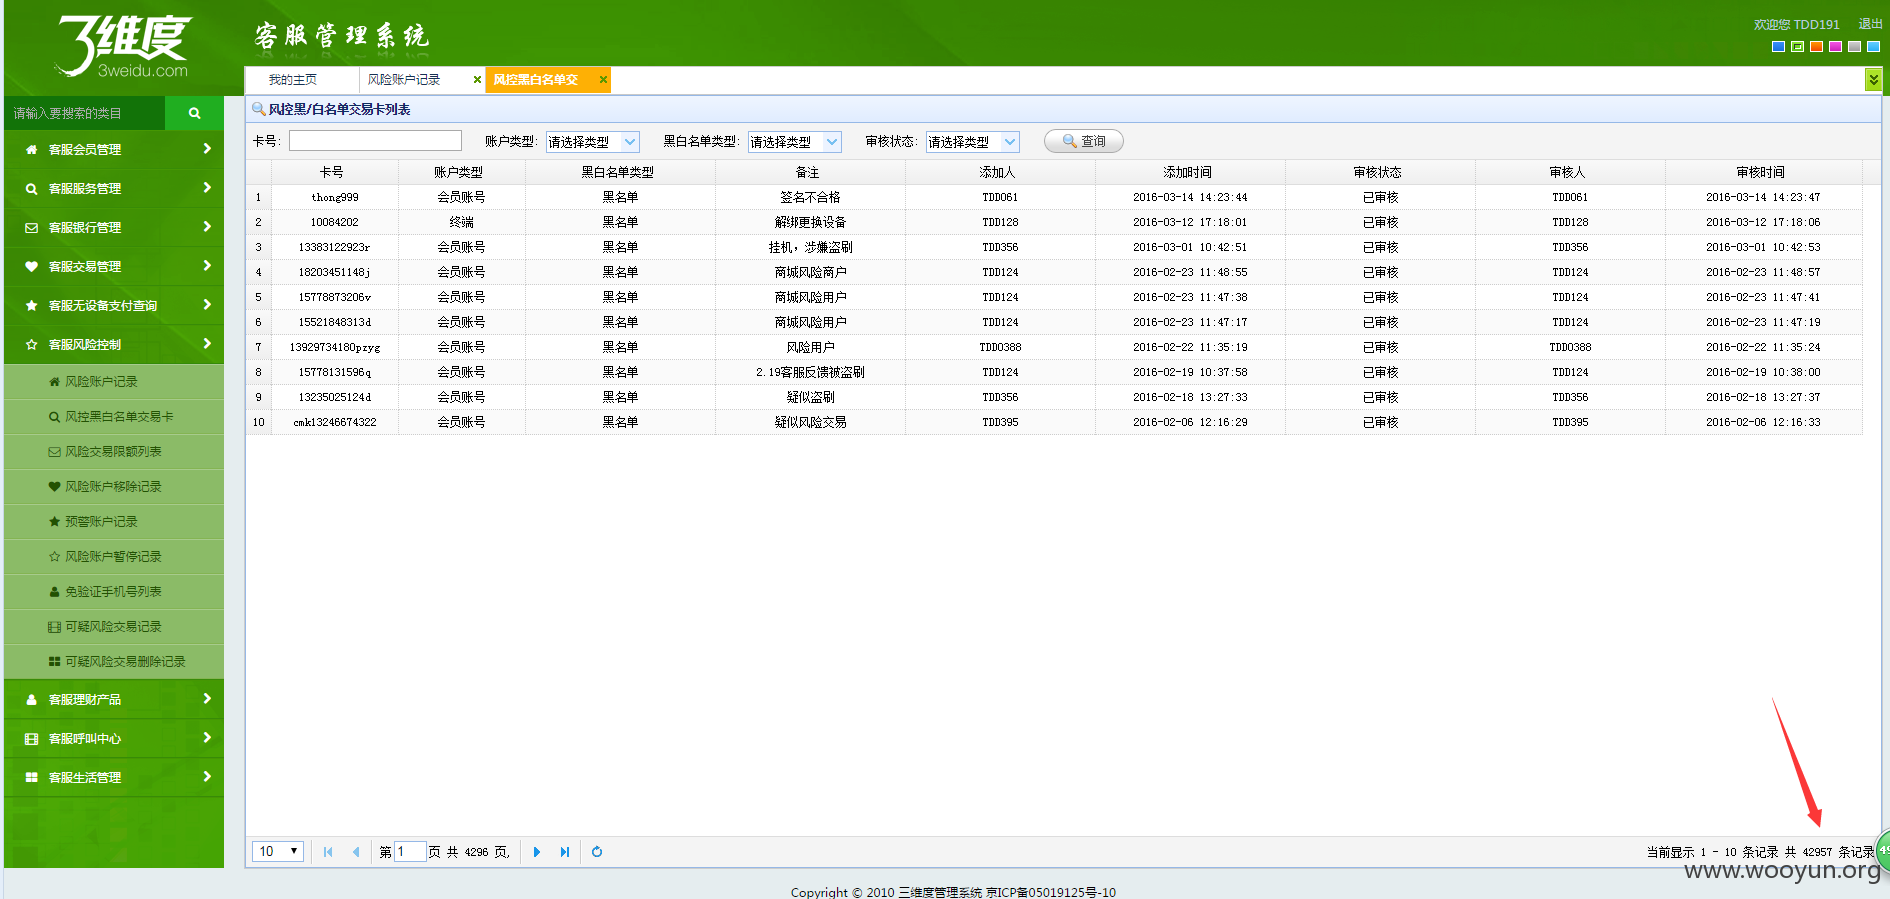 3维度
3weidu.com
客服管理系统
欢迎您 TDD191 退出
我的主页 风险账户记录 × 风控黑白名单交 ×
请输入要搜索的类目
风控黑/白名单交易卡列表
卡号: 账户类型: 请选择类型 黑白名单类型: 请选择类型 审核状态: 请选择类型 查询
卡号 账户类型 黑白名单类型 备注 添加人 添加时间 审核状态 审核人 审核时间
1 thong999 会员账号 黑名单 签名不合格 TDD061 2016-03-14 14:23:44 已审核 TDD061 2016-03-14 14:23:47
2 10084202 终端 黑名单 解绑更换设备 TDD128 2016-03-12 17:18:01 已审核 TDD128 2016-03-12 17:18:06
3 13383122923r 会员账号 黑名单 挂机，涉嫌盗刷 TDD356 2016-03-01 10:42:51 已审核 TDD356 2016-03-01 10:42:53
4 18203451148j 会员账号 黑名单 商城风险商户 TDD124 2016-02-23 11:48:55 已审核 TDD124 2016-02-23 11:48:57
5 15778873206v 会员账号 黑名单 商城风险用户 TDD124 2016-02-23 11:47:38 已审核 TDD124 2016-02-23 11:47:41
6 15521848313d 会员账号 黑名单 商城风险用户 TDD124 2016-02-23 11:47:17 已审核 TDD124 2016-02-23 11:47:19
7 13929734180pzyg 会员账号 黑名单 风险用户 TDD0388 2016-02-22 11:35:19 已审核 TDD0388 2016-02-22 11:35:24
8 15778131596q 会员账号 黑名单 2.19客服反馈被盗刷 TDD124 2016-02-19 10:37:58 已审核 TDD124 2016-02-19 10:38:00
9 13235025124d 会员账号 黑名单 疑似盗刷 TDD356 2016-02-18 13:27:33 已审核 TDD356 2016-02-18 13:27:37
10 cmk13246674322 会员账号 黑名单 疑似风险交易 TDD395 2016-02-06 12:16:29 已审核 TDD395 2016-02-06 12:16:33
客服会员管理
客服服务管理
客服银行管理
客服交易管理
客服无设备支付查询
客服风险控制
风险账户记录
风控黑白名单交易卡
风险交易限额列表
风险账户移除记录
预警账户记录
风险账户暂停记录
免验证手机号列表
可疑风险交易记录
可疑风险交易删除记录
客服理财产品
客服呼叫中心
客服生活管理
10 第 1 页 共 4296 页, 当前显示 1 - 10 条记录 共 42957 条记录
49
www.wooyun.org
Copyright © 2010 三维度管理系统 京ICP备05019125号-10